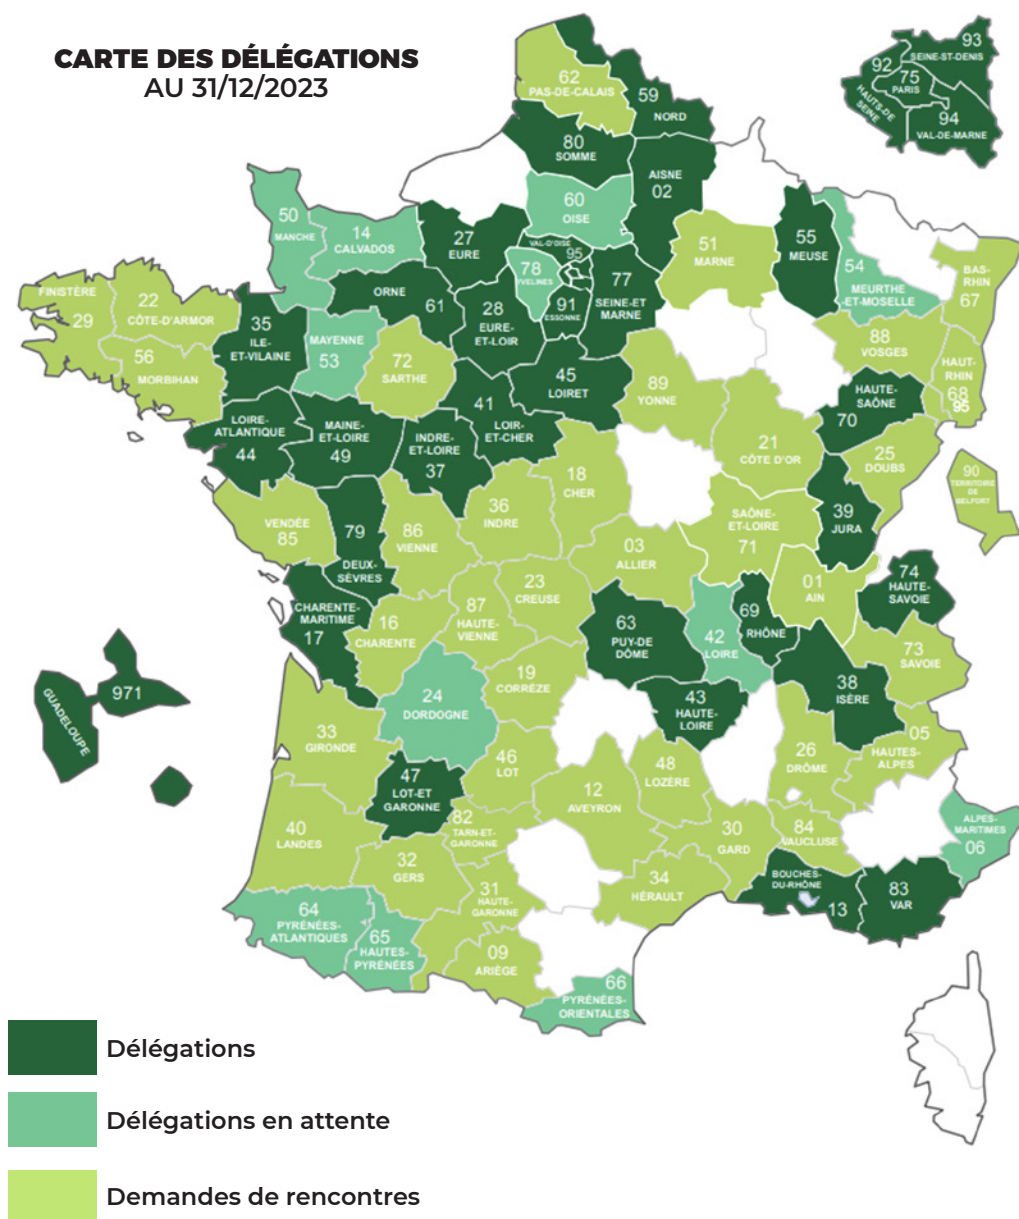 CARTE DES DÉLÉGATIONS
AU 31/12/2023
93
SEINE-ST-DENIS
92
75
PARIS
HAUTS-DE
SEINE
94
VAL-DE-MARNE
62
PAS-DE-CALAIS
59
NORD
80
SOMME
AISNE
02
60
OISE
50
MANCHE
14
CALVADOS
27
EURE
VAL-D'OISE
95
78
YVELINES
77
SEINE-ET
MARNE
91
ESSONNE
51
MARNE
55
MEUSE
54
MEURTHE
ET-MOSELLE
BAS-
RHIN
67
FINISTÈRE
29
22
CÔTE-D'ARMOR
56
MORBIHAN
35
ILE-
ET-VILAINE
ORNE
61
28
EURE-
ET-LOIR
MAYENNE
53
72
SARTHE
45
LOIRET
89
YONNE
88
VOSGES
HAUT-
RHIN
68
95
HAUTE-
SAÔNE
70
LOIRE-
ATLANTIQUE
44
MAINE-
ET-LOIRE
49
INDRE-
ET-LOIRE
37
41
LOIR-
ET-CHER
18
CHER
21
CÔTE D'OR
25
DOUBS
90
TERRITOIRE
DE
BELFORT
VENDÉE
85
79
DEUX-
SÈVRES
86
VIENNE
36
INDRE
SAÔNE-
ET-LOIRE
71
39
JURA
03
ALLIER
01
AIN
74
HAUTE-
SAVOIE
CHARENTE-
MARITIME
17
16
CHARENTE
87
HAUTE-
VIENNE
23
CREUSE
63
PUY-DE
DÔME
42
LOIRE
69
RHÔNE
73
SAVOIE
38
ISÈRE
19
CORRÈZE
24
DORDOGNE
43
HAUTE-
LOIRE
971
GUADELOUPE
33
GIRONDE
47
LOT-ET
GARONNE
46
LOT
48
LOZÈRE
26
DRÔME
05
HAUTES-
ALPES
12
AVEYRON
40
LANDES
82
TARN-ET-
GARONNE
32
GERS
30
GARD
84
VAUCLUSE
ALPES-
MARITIMES
06
31
HAUTE-
GARONNE
34
HÉRAULT
BOUCHES-
DU-RHÔNE
13
83
VAR
64
PYRÉNÉES-
ATLANTIQUES
65
HAUTES-
PYRÉNÉES
09
ARIÈGE
66
PYRÉNÉES-
ORIENTALES
Délégations
Délégations en attente
Demandes de rencontres